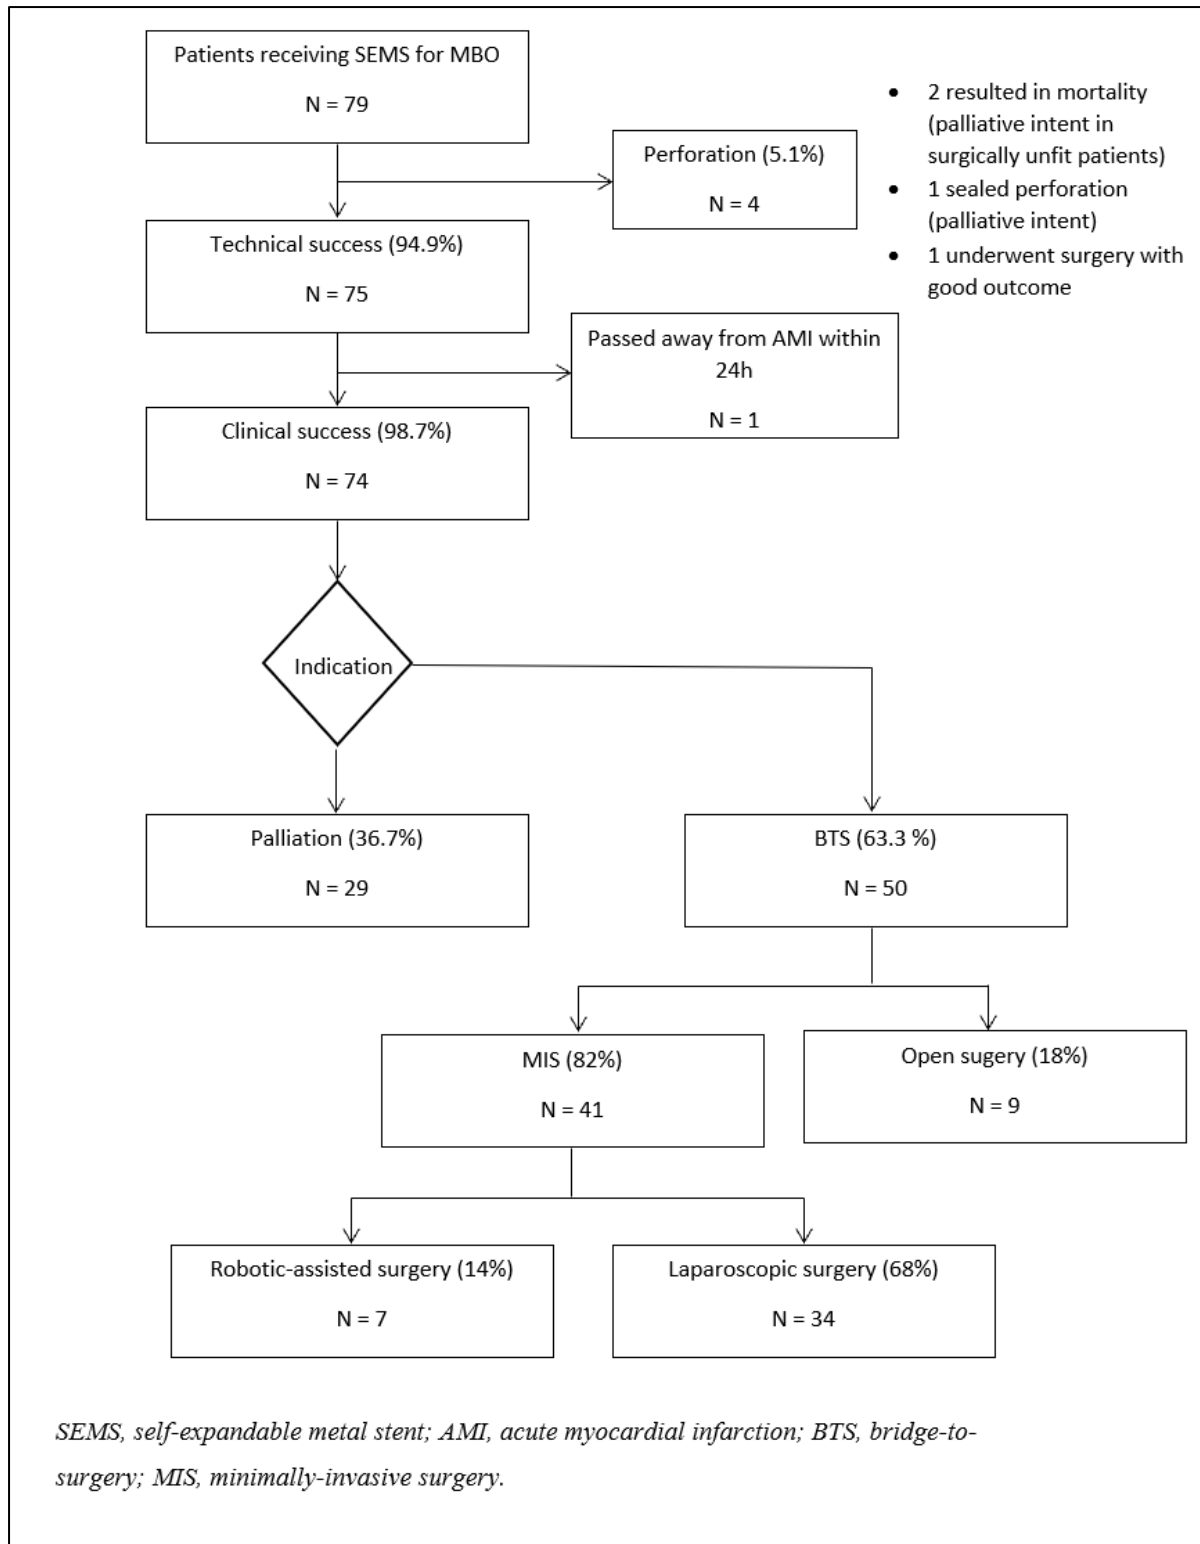 Patients receiving SEMS for MBO
N = 79
Perforation (5.1%)
N = 4
• 2 resulted in mortality
(palliative intent in
surgically unfit patients)
• 1 sealed perforation
(palliative intent)
• 1 underwent surgery with
good outcome
Technical success (94.9%)
N = 75
Passed away from AMI within
24h
N = 1
Clinical success (98.7%)
N = 74
Indication
Palliation (36.7%)
N = 29
BTS (63.3 %)
N = 50
MIS (82%)
N = 41
Open sugery (18%)
N = 9
Robotic-assisted surgery (14%)
N = 7
Laparoscopic surgery (68%)
N = 34
SEMS, self-expandable metal stent; AMI, acute myocardial infarction; BTS, bridge-to-
surgery; MIS, minimally-invasive surgery.